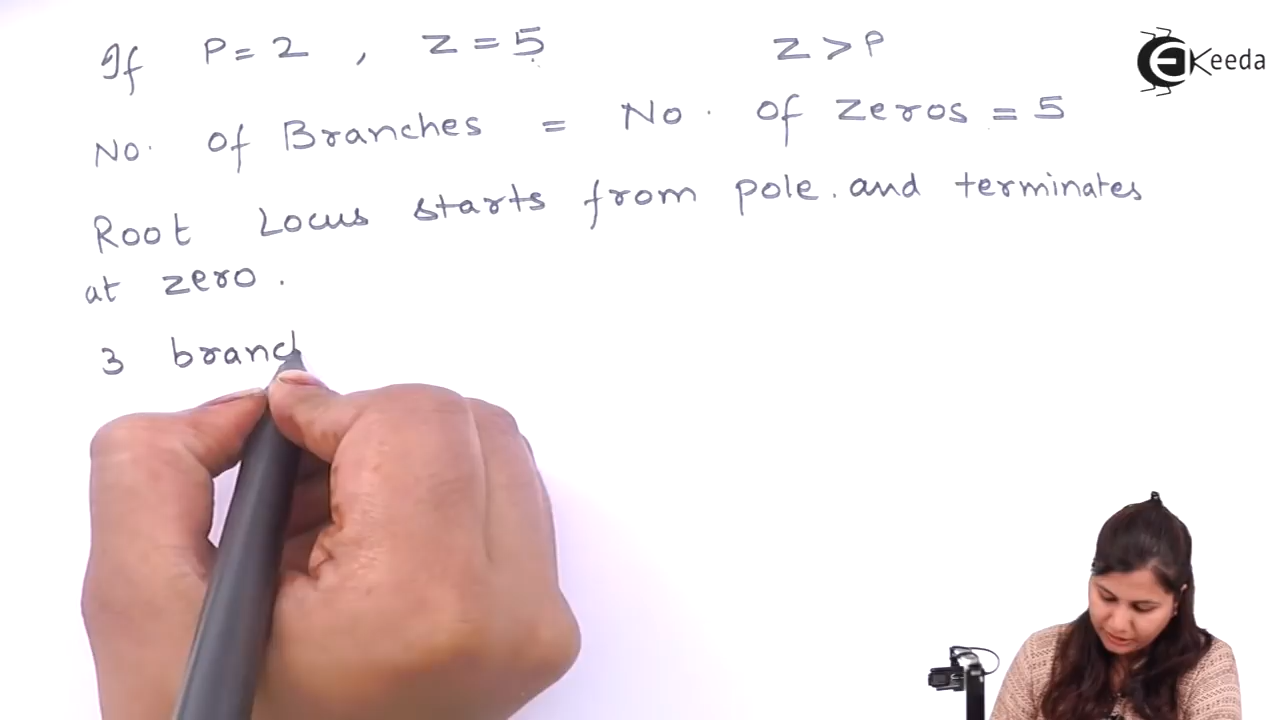 If P = 2 , Z = 5 Z > P
No. of Branches = No. of Zeros = 5
Root Locus starts from pole. and terminates
at zero.
3 branch
EKeeda